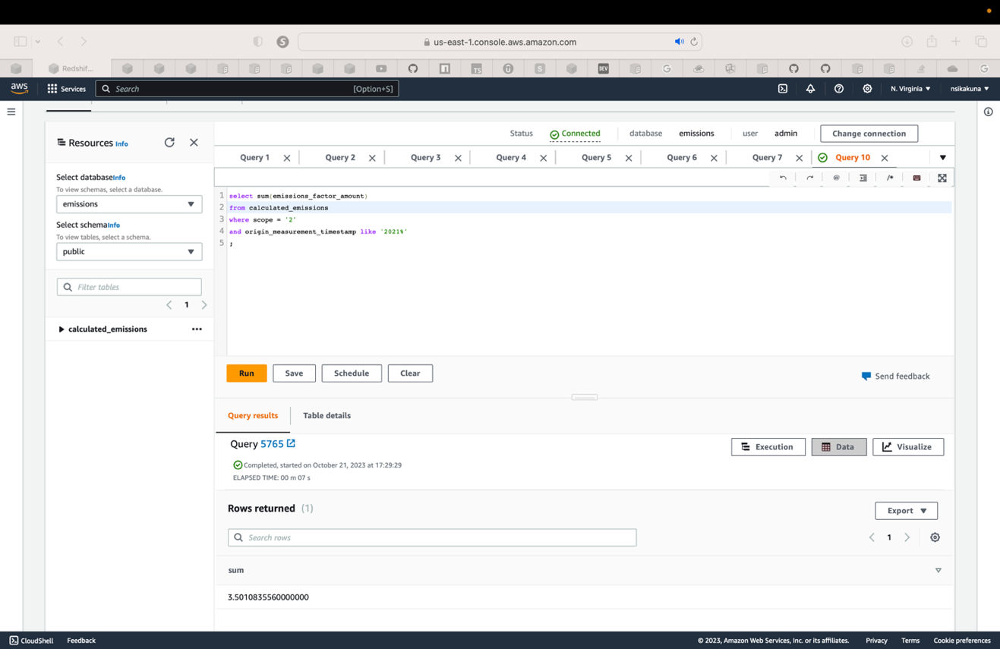 us-east-1.console.aws.amazon.com
Redshif...
TS
S
DEV
G
G
aws
Services
Search
[Option+S]
N. Virginia ▼
nsikakuna ▼
Resources Info
Status
Connected
database
emissions
user
admin
Change connection
Query 1
Query 2
Query 3
Query 4
Query 5
Query 6
Query 7
Query 10
Select databaseInfo
To view schemas, select a database.
emissions
Select schemaInfo
To view tables, select a schema.
public
Filter tables
1
calculated_emissions
@
/*
1 select sum(emissions_factor_amount)
2 from calculated_emissions
3 where scope = '2'
4 and origin_measurement_timestamp like '2021%'
5 ;
Run
Save
Schedule
Clear
Send feedback
Query results
Table details
Query 5765
Execution
Data
Visualize
Completed, started on October 21, 2023 at 17:29:29
ELAPSED TIME: 00 m 07 s
Rows returned (1)
Export
Search rows
1
sum
3.5010835560000000
CloudShell
Feedback
© 2023, Amazon Web Services, Inc. or its affiliates.
Privacy
Terms
Cookie preferences